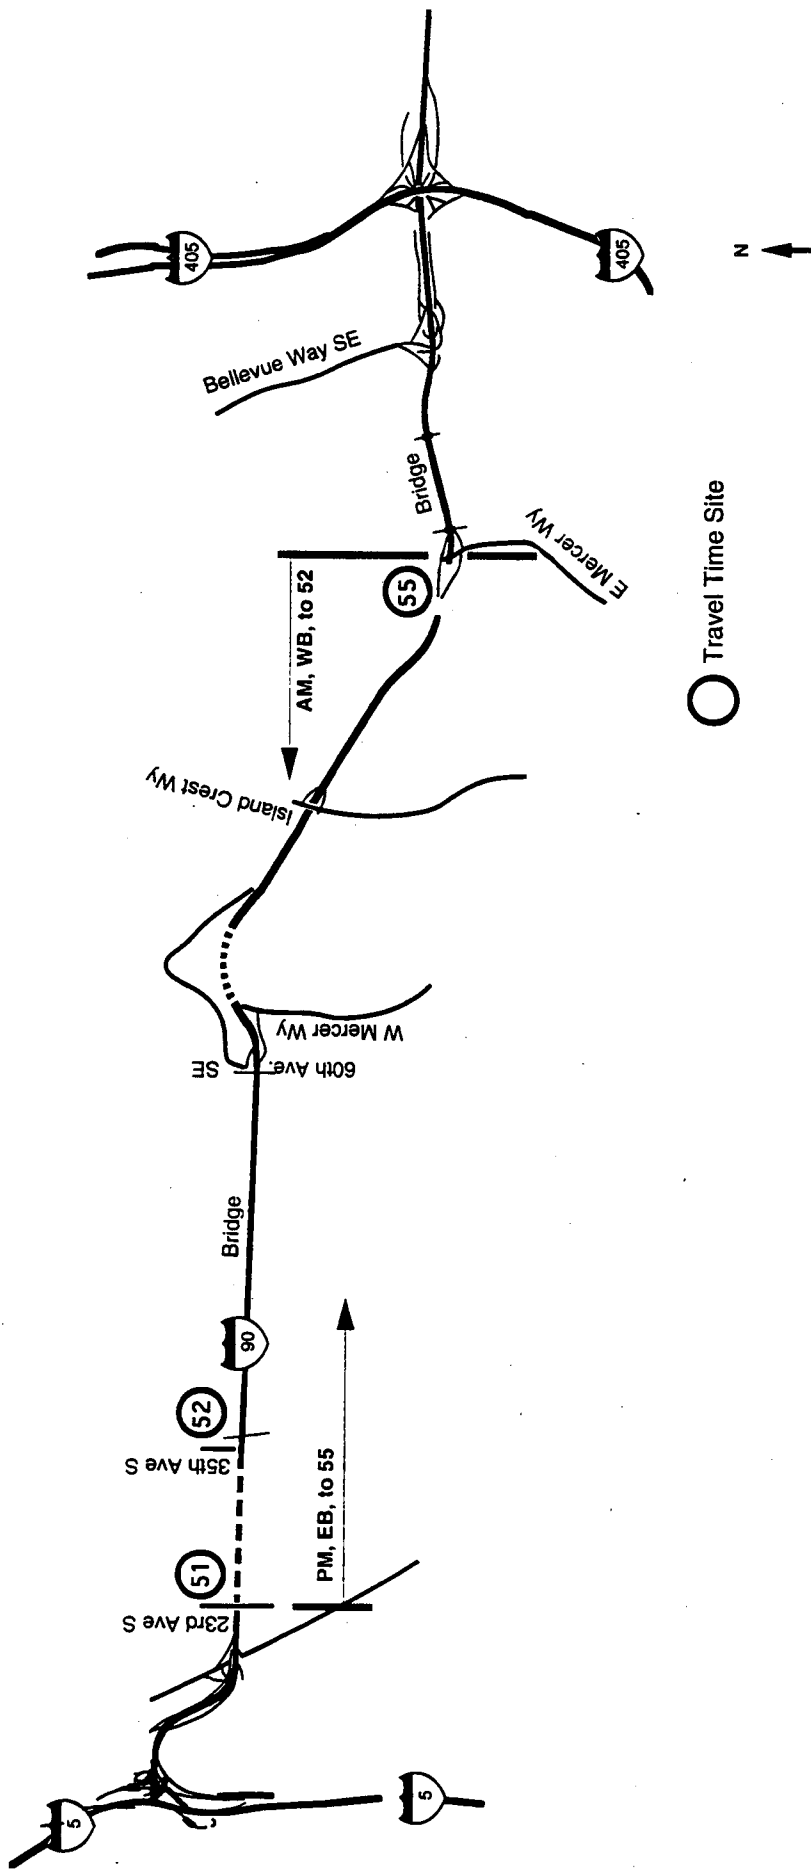 5
5
23rd Ave S
51
PM, EB, to 55
35th Ave S
52
90
Bridge
60th Ave. SE
W Mercer Wy
Island Crest Wy
AM, WB, to 52
55
E Mercer Wy
Bridge
Bellevue Way SE
405
405
Travel Time Site
N